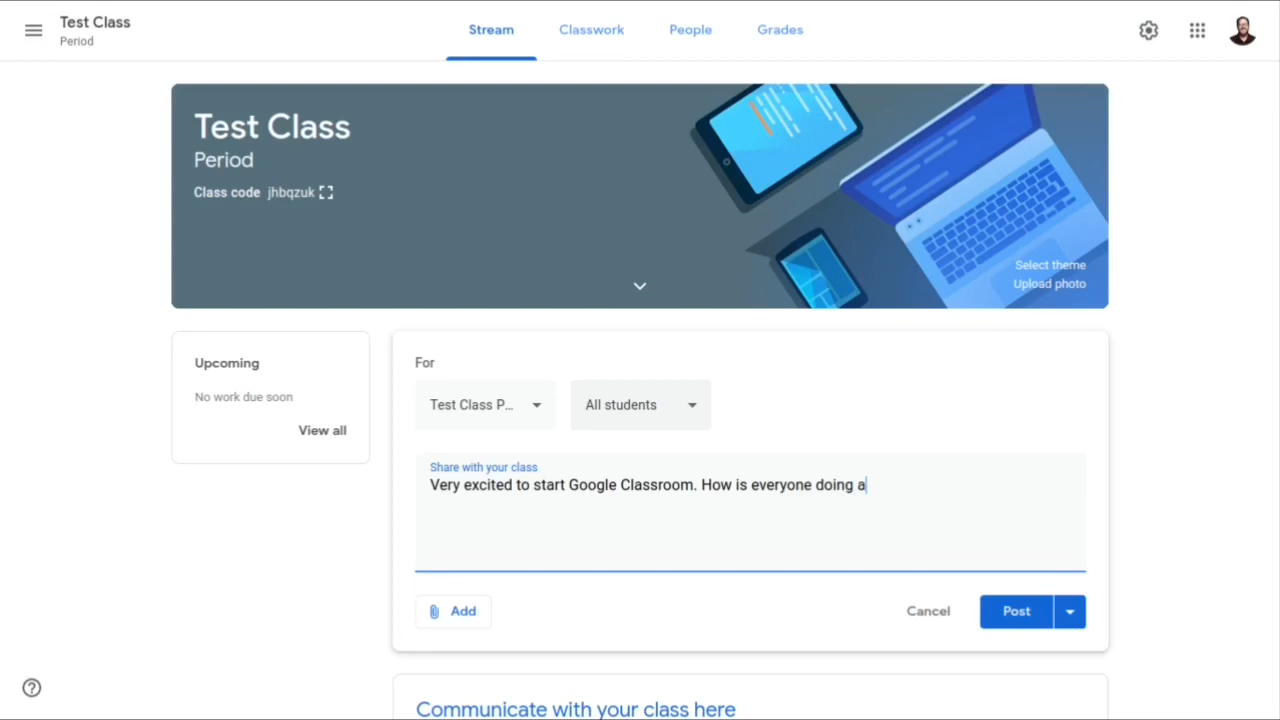 Test Class
Period
Stream
Classwork
People
Grades
Test Class
Period
Class code jhbqzuk
Select theme
Upload photo
Upcoming
No work due soon
View all
For
Test Class P...
All students
Share with your class
Very excited to start Google Classroom. How is everyone doing a
Add
Cancel
Post
Communicate with your class here